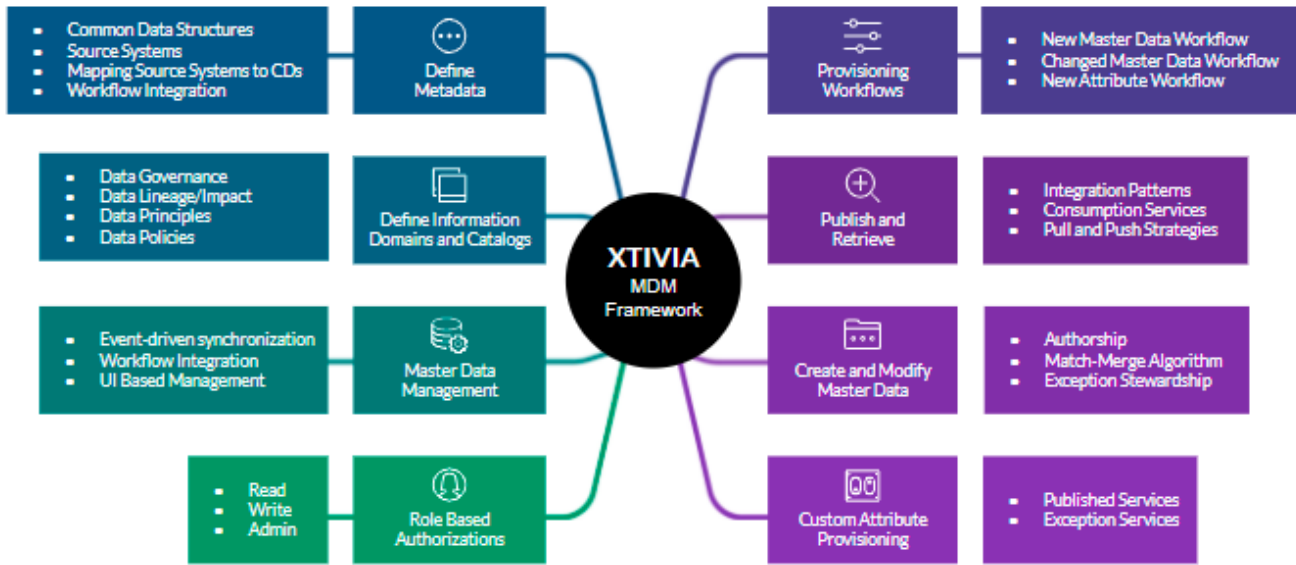 • Common Data Structures
• Source Systems
• Mapping Source Systems to CDs
• Workflow Integration
Define
Metadata
• Data Governance
• Data Lineage/Impact
• Data Principles
• Data Policies
Define Information
Domains and Catalogs
• Event-driven synchronization
• Workflow Integration
• UI Based Management
Master Data
Management
• Read
• Write
• Admin
Role Based
Authorizations
XTIVIA
MDM
Framework
Provisioning
Workflows
• New Master Data Workflow
• Changed Master Data Workflow
• New Attribute Workflow
Publish and
Retrieve
• Integration Patterns
• Consumption Services
• Pull and Push Strategies
Create and Modify
Master Data
• Authorship
• Match-Merge Algorithm
• Exception Stewardship
Custom Attribute
Provisioning
• Published Services
• Exception Services